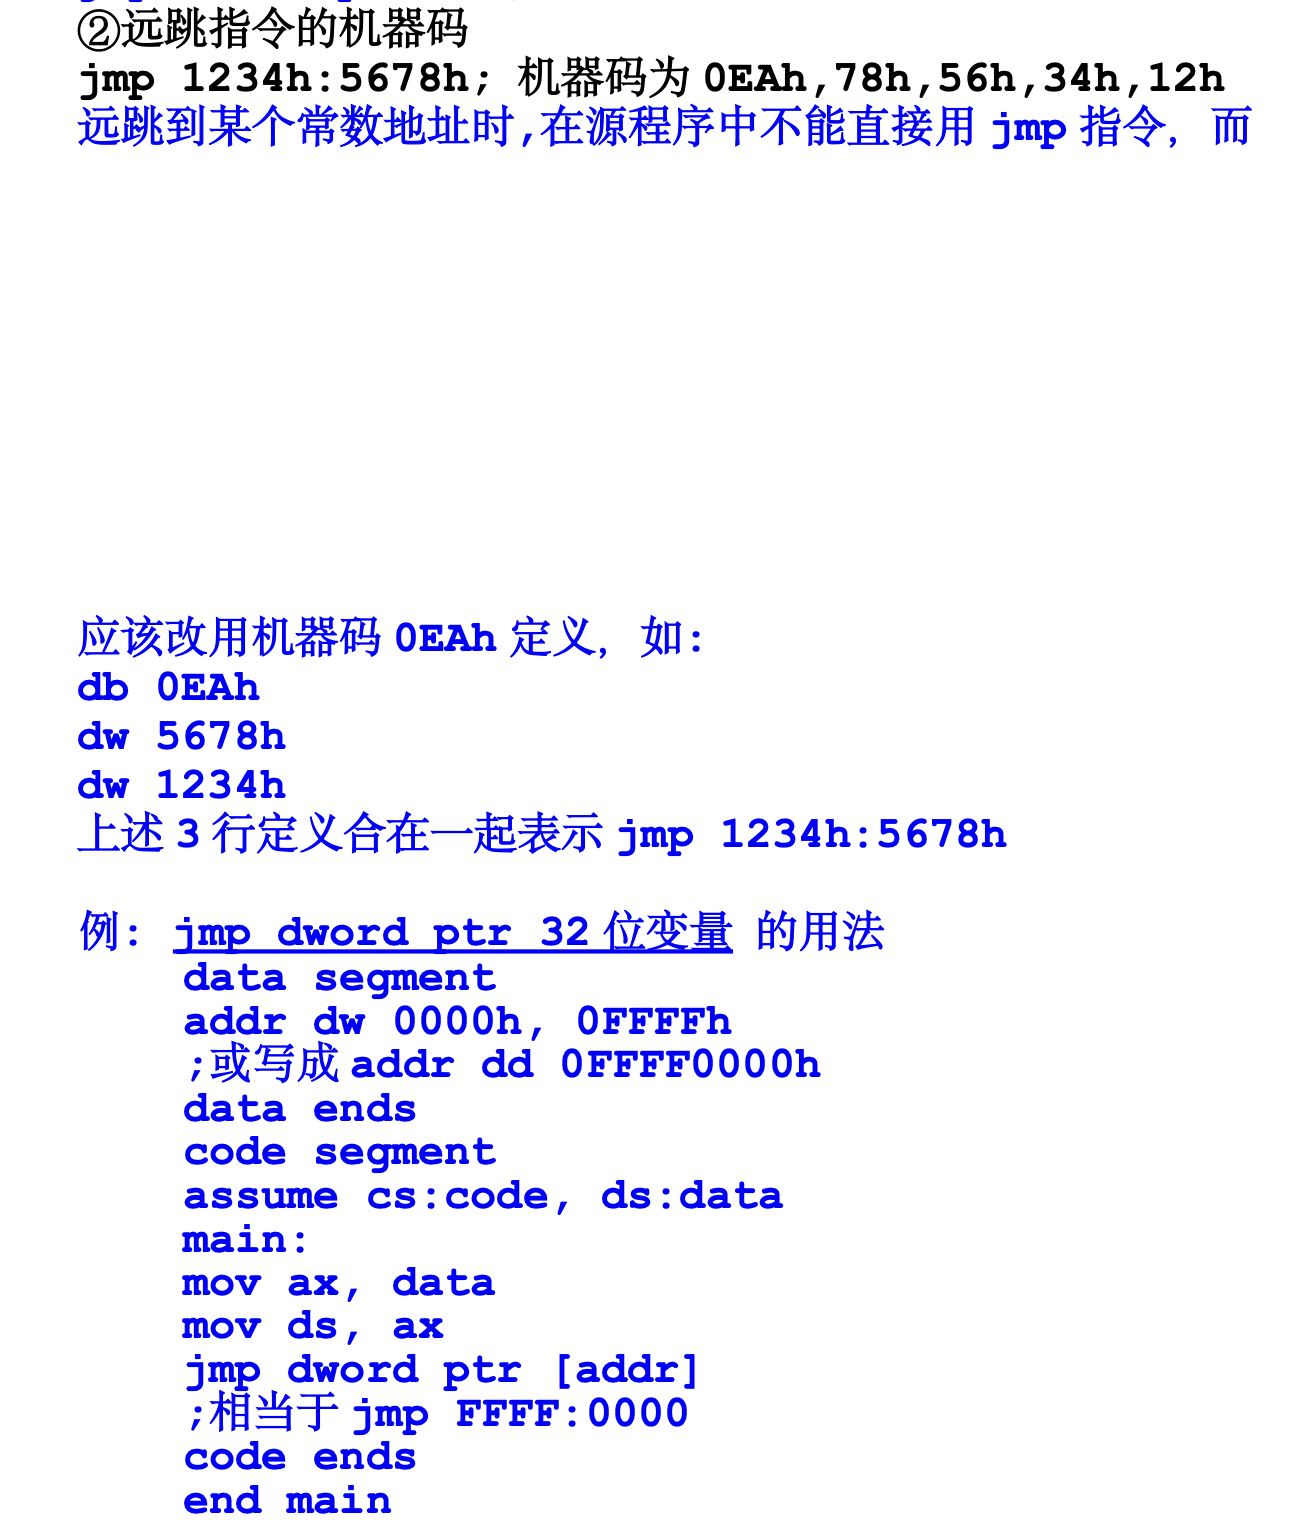 ②远跳指令的机器码
jmp 1234h:5678h; 机器码为 0EAh,78h,56h,34h,12h
远跳到某个常数地址时,在源程序中不能直接用 jmp 指令，而
应该改用机器码 0EAh 定义，如:
db 0EAh
dw 5678h
dw 1234h
上述 3 行定义合在一起表示 jmp 1234h:5678h
例: jmp dword ptr 32 位变量 的用法
data segment
addr dw 0000h, 0FFFFh
;或写成 addr dd 0FFFF0000h
data ends
code segment
assume cs:code, ds:data
main:
mov ax, data
mov ds, ax
jmp dword ptr [addr]
;相当于 jmp FFFF:0000
code ends
end main